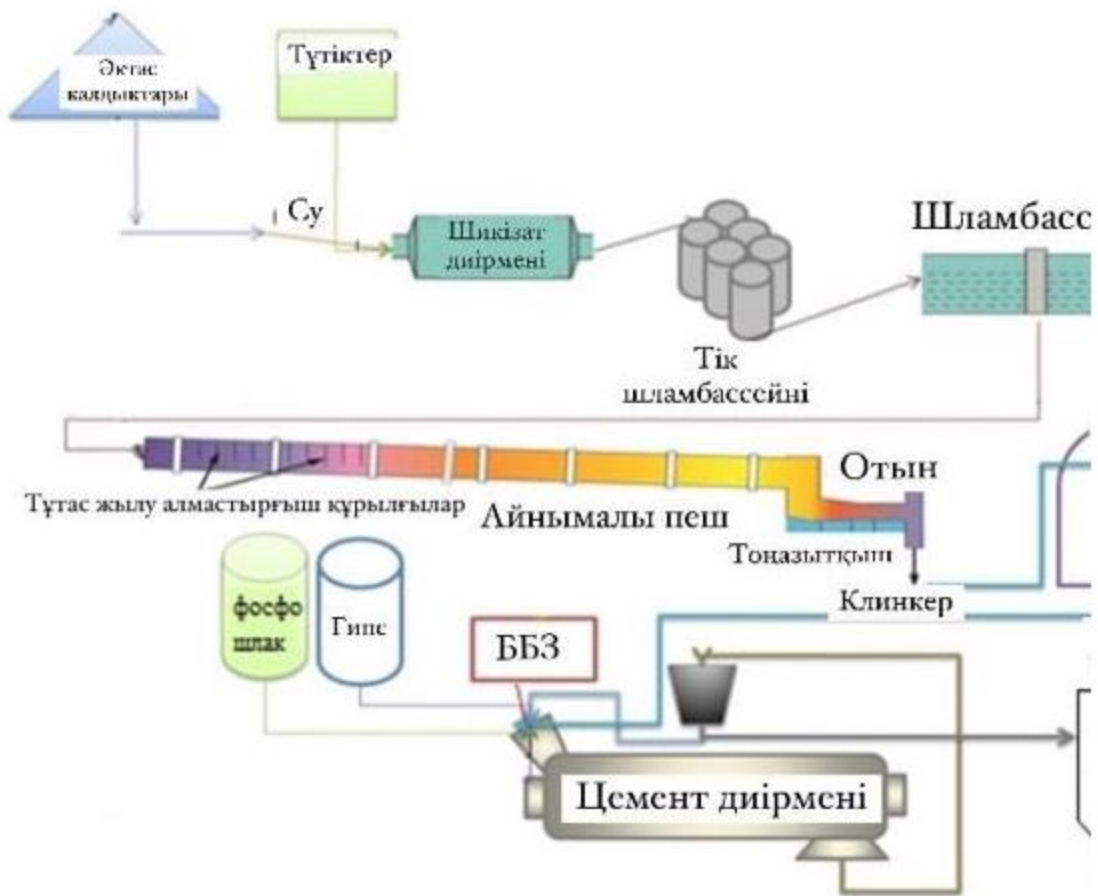 Әктас
калдыктары
Түтіктер
Су
Шикізат
диірмені
Шламбасс
Тік
шламбассейні
Тұтас жылу алмастырғыш құрылғылар
Айнымалы пеш
Отын
Тоңазытқыш
Клинкер
фосфо
шлак
Гипс
ББЗ
Цемент диірмені